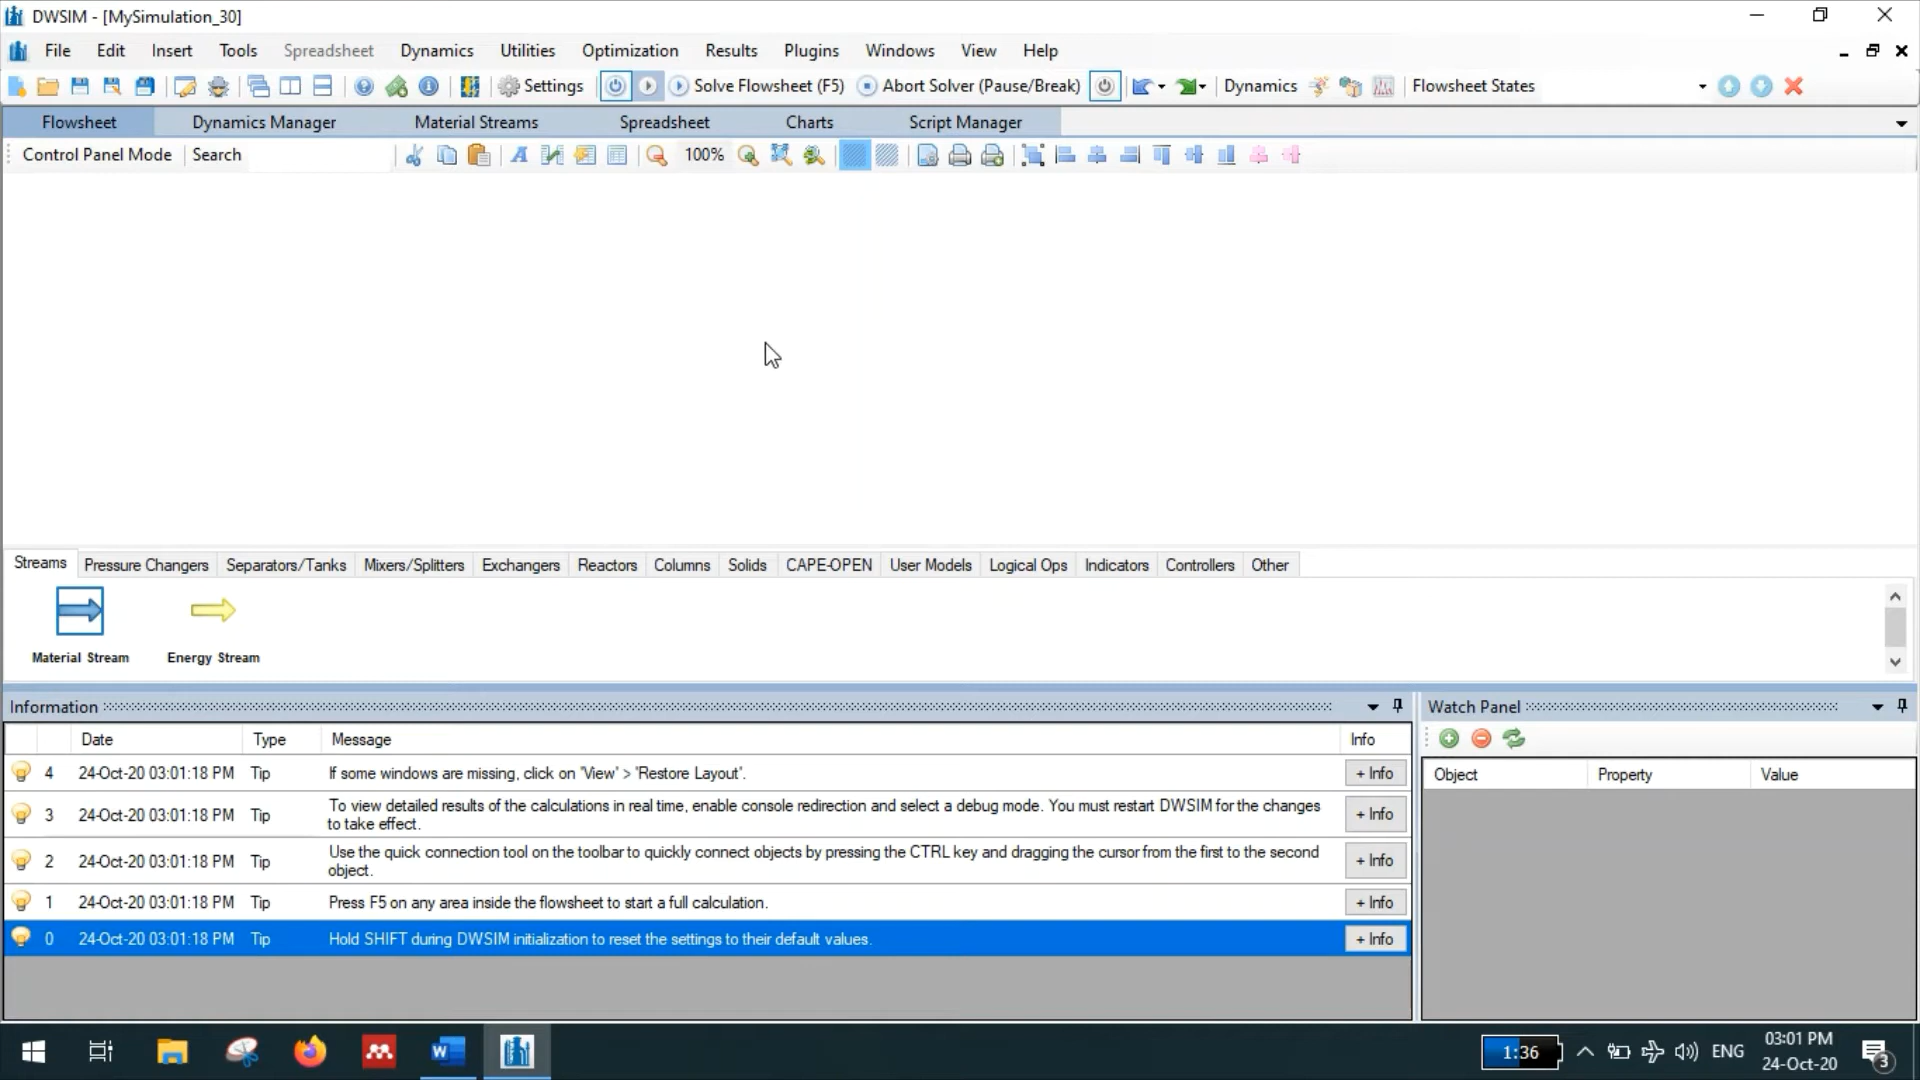 DWSIM - [MySimulation_30]
File Edit Insert Tools Spreadsheet Dynamics Utilities Optimization Results Plugins Windows View Help
Settings Solve Flowsheet (F5) Abort Solver (Pause/Break) Dynamics Flowsheet States
Flowsheet Dynamics Manager Material Streams Spreadsheet Charts Script Manager
Control Panel Mode Search 100%
Streams Pressure Changers Separators/Tanks Mixers/Splitters Exchangers Reactors Columns Solids CAPE-OPEN User Models Logical Ops Indicators Controllers Other
Material Stream Energy Stream
Information Watch Panel
Date Type Message Info
Object Property Value
4 24-Oct-20 03:01:18 PM Tip If some windows are missing, click on 'View' > 'Restore Layout'. + Info
3 24-Oct-20 03:01:18 PM Tip To view detailed results of the calculations in real time, enable console redirection and select a debug mode. You must restart DWSIM for the changes
to take effect. + Info
2 24-Oct-20 03:01:18 PM Tip Use the quick connection tool on the toolbar to quickly connect objects by pressing the CTRL key and dragging the cursor from the first to the second
object. + Info
1 24-Oct-20 03:01:18 PM Tip Press F5 on any area inside the flowsheet to start a full calculation. + Info
0 24-Oct-20 03:01:18 PM Tip Hold SHIFT during DWSIM initialization to reset the settings to their default values. + Info
W 1:36 ENG 03:01 PM
24-Oct-20 3